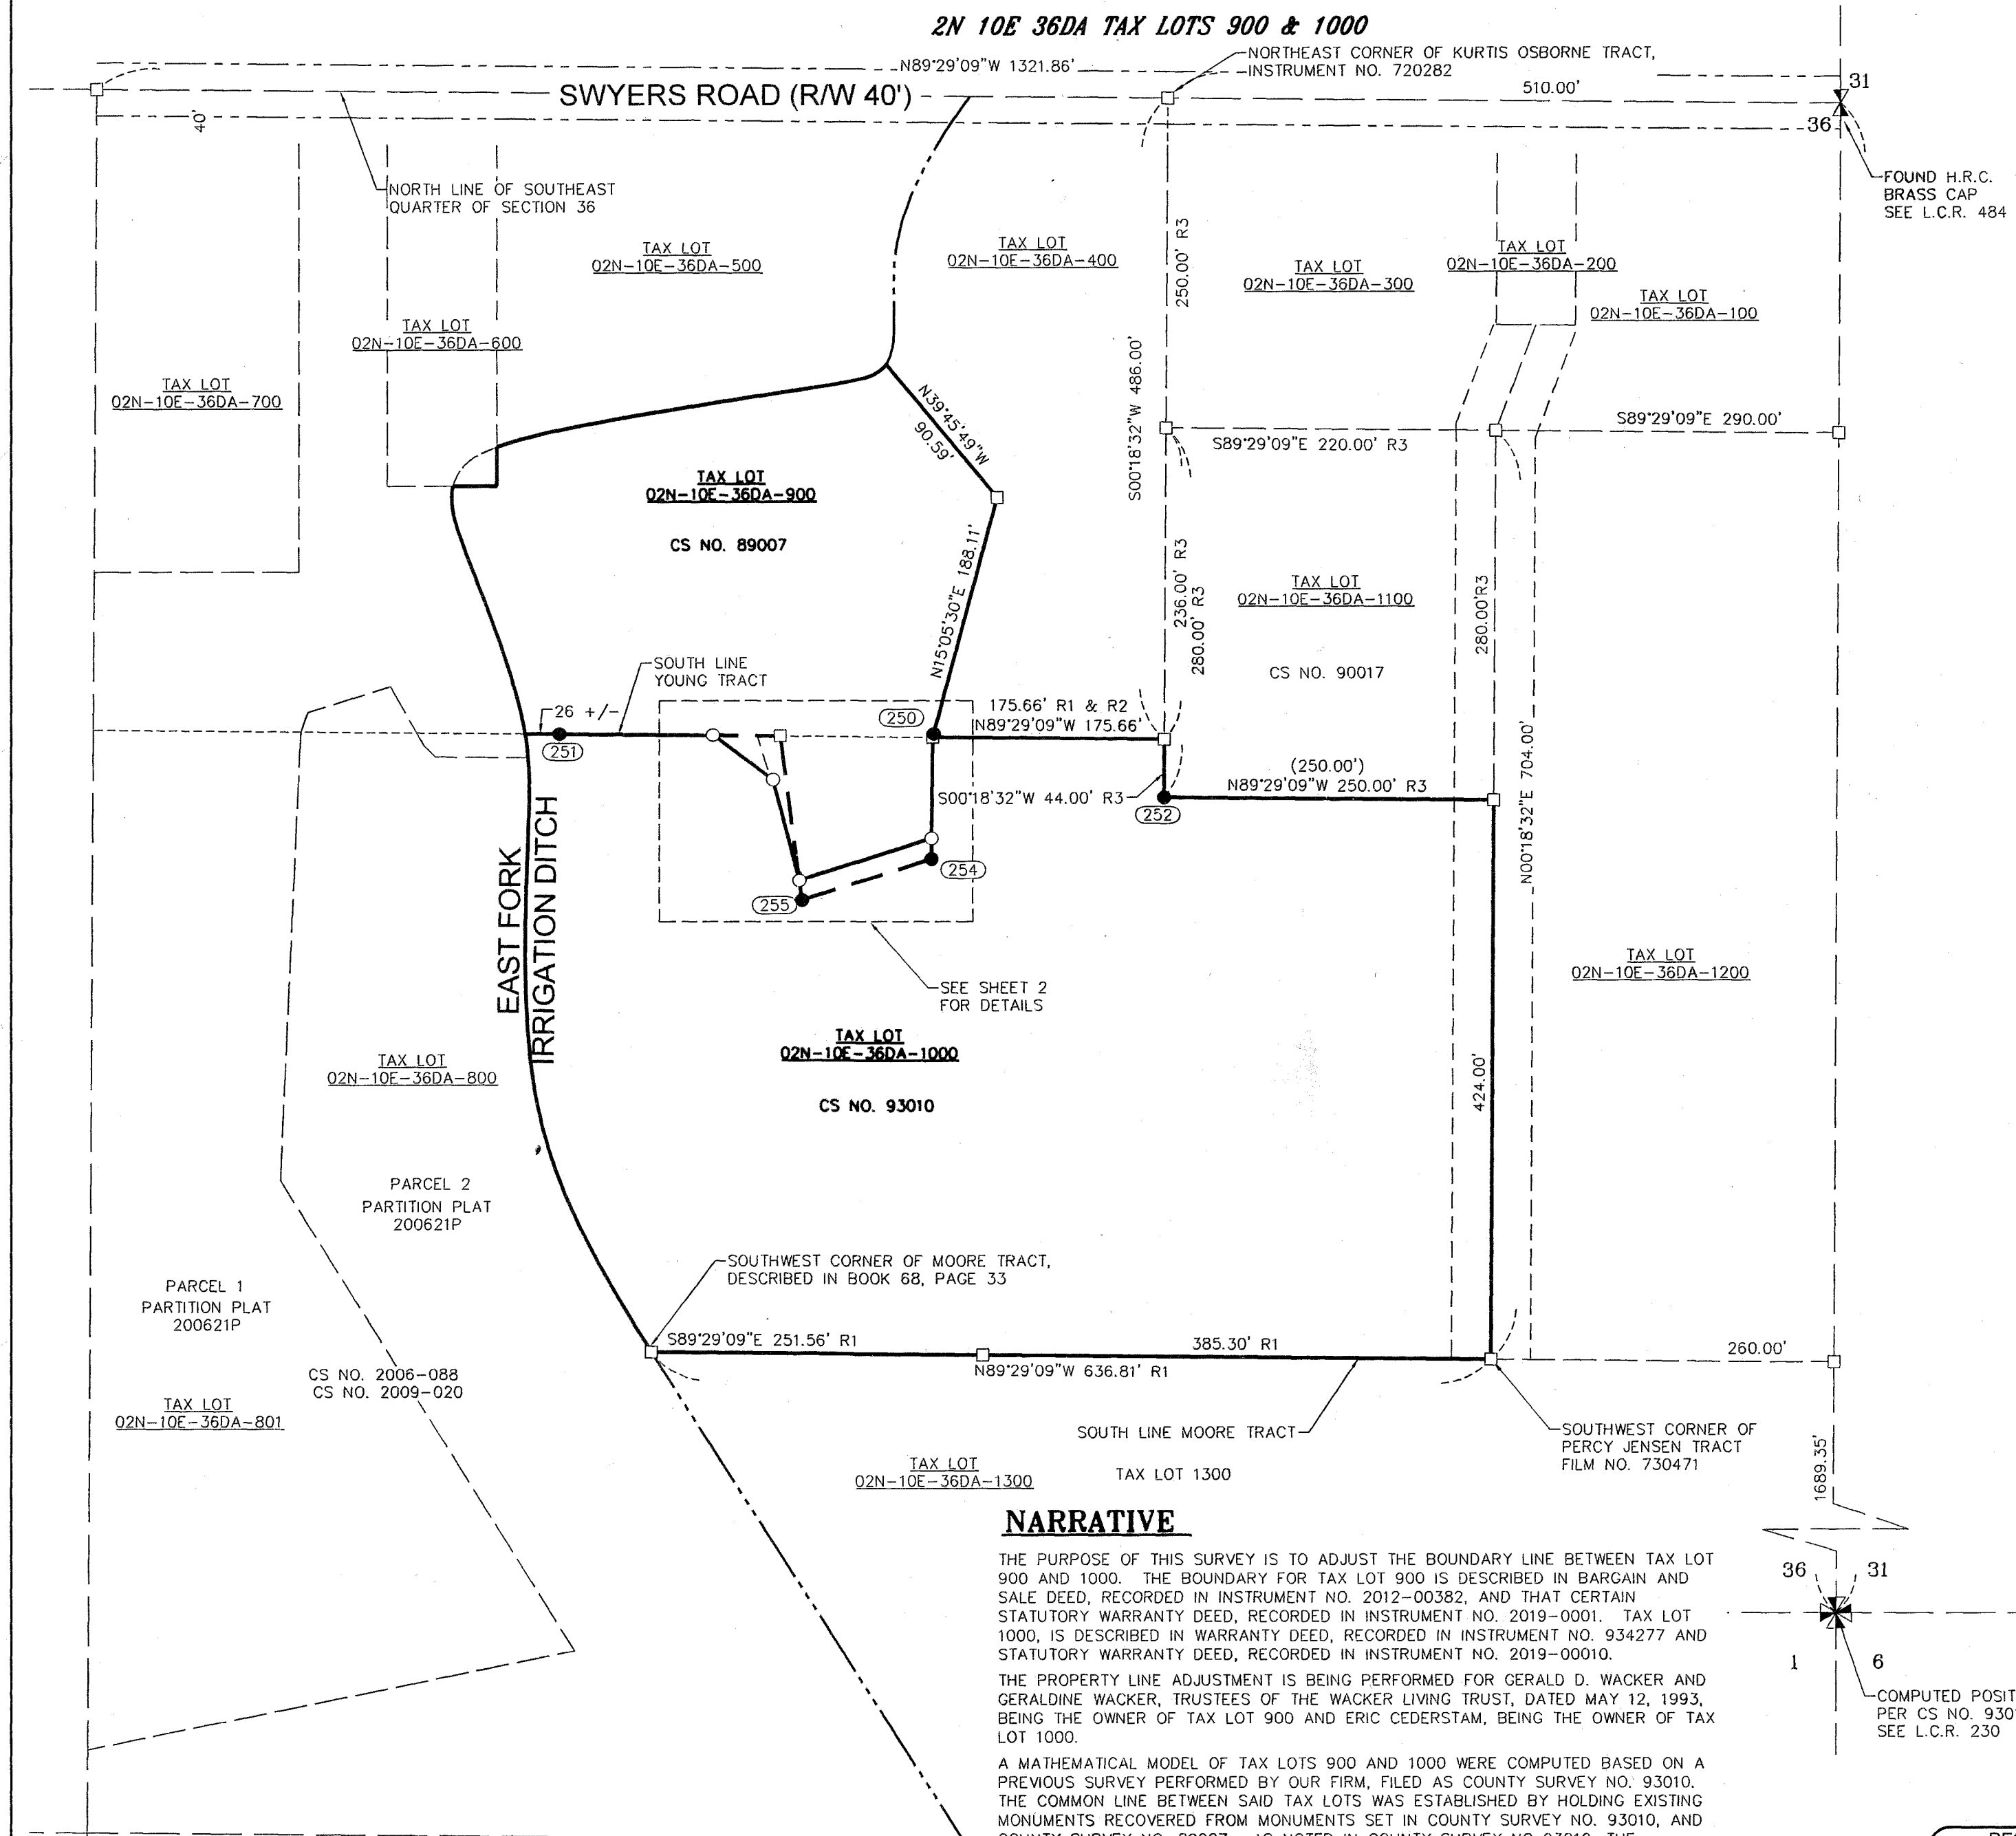 2N 10E 36DA TAX LOTS 900 & 1000
N89°29'09"W 1321.86'
NORTHEAST CORNER OF KURTIS OSBORNE TRACT,
INSTRUMENT NO. 720282
SWYERS ROAD (R/W 40')
510.00'
31
36
40'
FOUND H.R.C.
BRASS CAP
SEE L.C.R. 484
NORTH LINE OF SOUTHEAST
QUARTER OF SECTION 36
TAX LOT
02N-10E-36DA-500
TAX LOT
02N-10E-36DA-400
250.00' R3
TAX LOT
02N-10E-36DA-300
TAX LOT
02N-10E-36DA-200
TAX LOT
02N-10E-36DA-100
TAX LOT
02N-10E-36DA-600
TAX LOT
02N-10E-36DA-700
N39°45'49"W
90.59'
S00°18'32"W 486.00'
S89°29'09"E 220.00' R3
S89°29'09"E 290.00'
TAX LOT
02N-10E-36DA-900
CS NO. 89007
N15°05'30"E 188.11'
236.00' R3
280.00' R3
TAX LOT
02N-10E-36DA-1100
CS NO. 90017
280.00'R3
N00°18'32"E 704.00'
SOUTH LINE
YOUNG TRACT
26 +/-
251
250
175.66' R1 & R2
N89°29'09"W 175.66'
S00°18'32"W 44.00' R3
(250.00')
N89°29'09"W 250.00' R3
252
254
255
EAST FORK
IRRIGATION DITCH
SEE SHEET 2
FOR DETAILS
TAX LOT
02N-10E-36DA-1200
TAX LOT
02N-10E-36DA-1000
CS NO. 93010
424.00'
TAX LOT
02N-10E-36DA-800
PARCEL 2
PARTITION PLAT
200621P
PARCEL 1
PARTITION PLAT
200621P
CS NO. 2006-088
CS NO. 2009-020
TAX LOT
02N-10E-36DA-801
SOUTHWEST CORNER OF MOORE TRACT,
DESCRIBED IN BOOK 68, PAGE 33
S89°29'09"E 251.56' R1
385.30' R1
N89°29'09"W 636.81' R1
260.00'
SOUTH LINE MOORE TRACT
SOUTHWEST CORNER OF
PERCY JENSEN TRACT
FILM NO. 730471
TAX LOT
02N-10E-36DA-1300
TAX LOT 1300
1689.35'
36
31
1
6
COMPUTED POSIT
PER CS NO. 930
SEE L.C.R. 230
NARRATIVE
THE PURPOSE OF THIS SURVEY IS TO ADJUST THE BOUNDARY LINE BETWEEN TAX LOT
900 AND 1000. THE BOUNDARY FOR TAX LOT 900 IS DESCRIBED IN BARGAIN AND
SALE DEED, RECORDED IN INSTRUMENT NO. 2012-00382, AND THAT CERTAIN
STATUTORY WARRANTY DEED, RECORDED IN INSTRUMENT NO. 2019-0001. TAX LOT
1000, IS DESCRIBED IN WARRANTY DEED, RECORDED IN INSTRUMENT NO. 934277 AND
STATUTORY WARRANTY DEED, RECORDED IN INSTRUMENT NO. 2019-00010.
THE PROPERTY LINE ADJUSTMENT IS BEING PERFORMED FOR GERALD D. WACKER AND
GERALDINE WACKER, TRUSTEES OF THE WACKER LIVING TRUST, DATED MAY 12, 1993,
BEING THE OWNER OF TAX LOT 900 AND ERIC CEDERSTAM, BEING THE OWNER OF TAX
LOT 1000.
A MATHEMATICAL MODEL OF TAX LOTS 900 AND 1000 WERE COMPUTED BASED ON A
PREVIOUS SURVEY PERFORMED BY OUR FIRM, FILED AS COUNTY SURVEY NO. 93010.
THE COMMON LINE BETWEEN SAID TAX LOTS WAS ESTABLISHED BY HOLDING EXISTING
MONUMENTS RECOVERED FROM MONUMENTS SET IN COUNTY SURVEY NO. 93010, AND